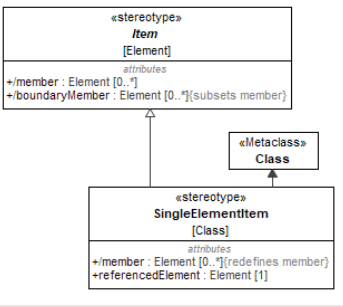 «stereotype»
Item
[Element]
attributes
+/member : Element [0..*]
+/boundaryMember : Element [0..*]{subsets member}
«Metaclass»
Class
«stereotype»
SingleElementItem
[Class]
attributes
+/member : Element [0..*]{redefines member}
+referencedElement : Element [1]